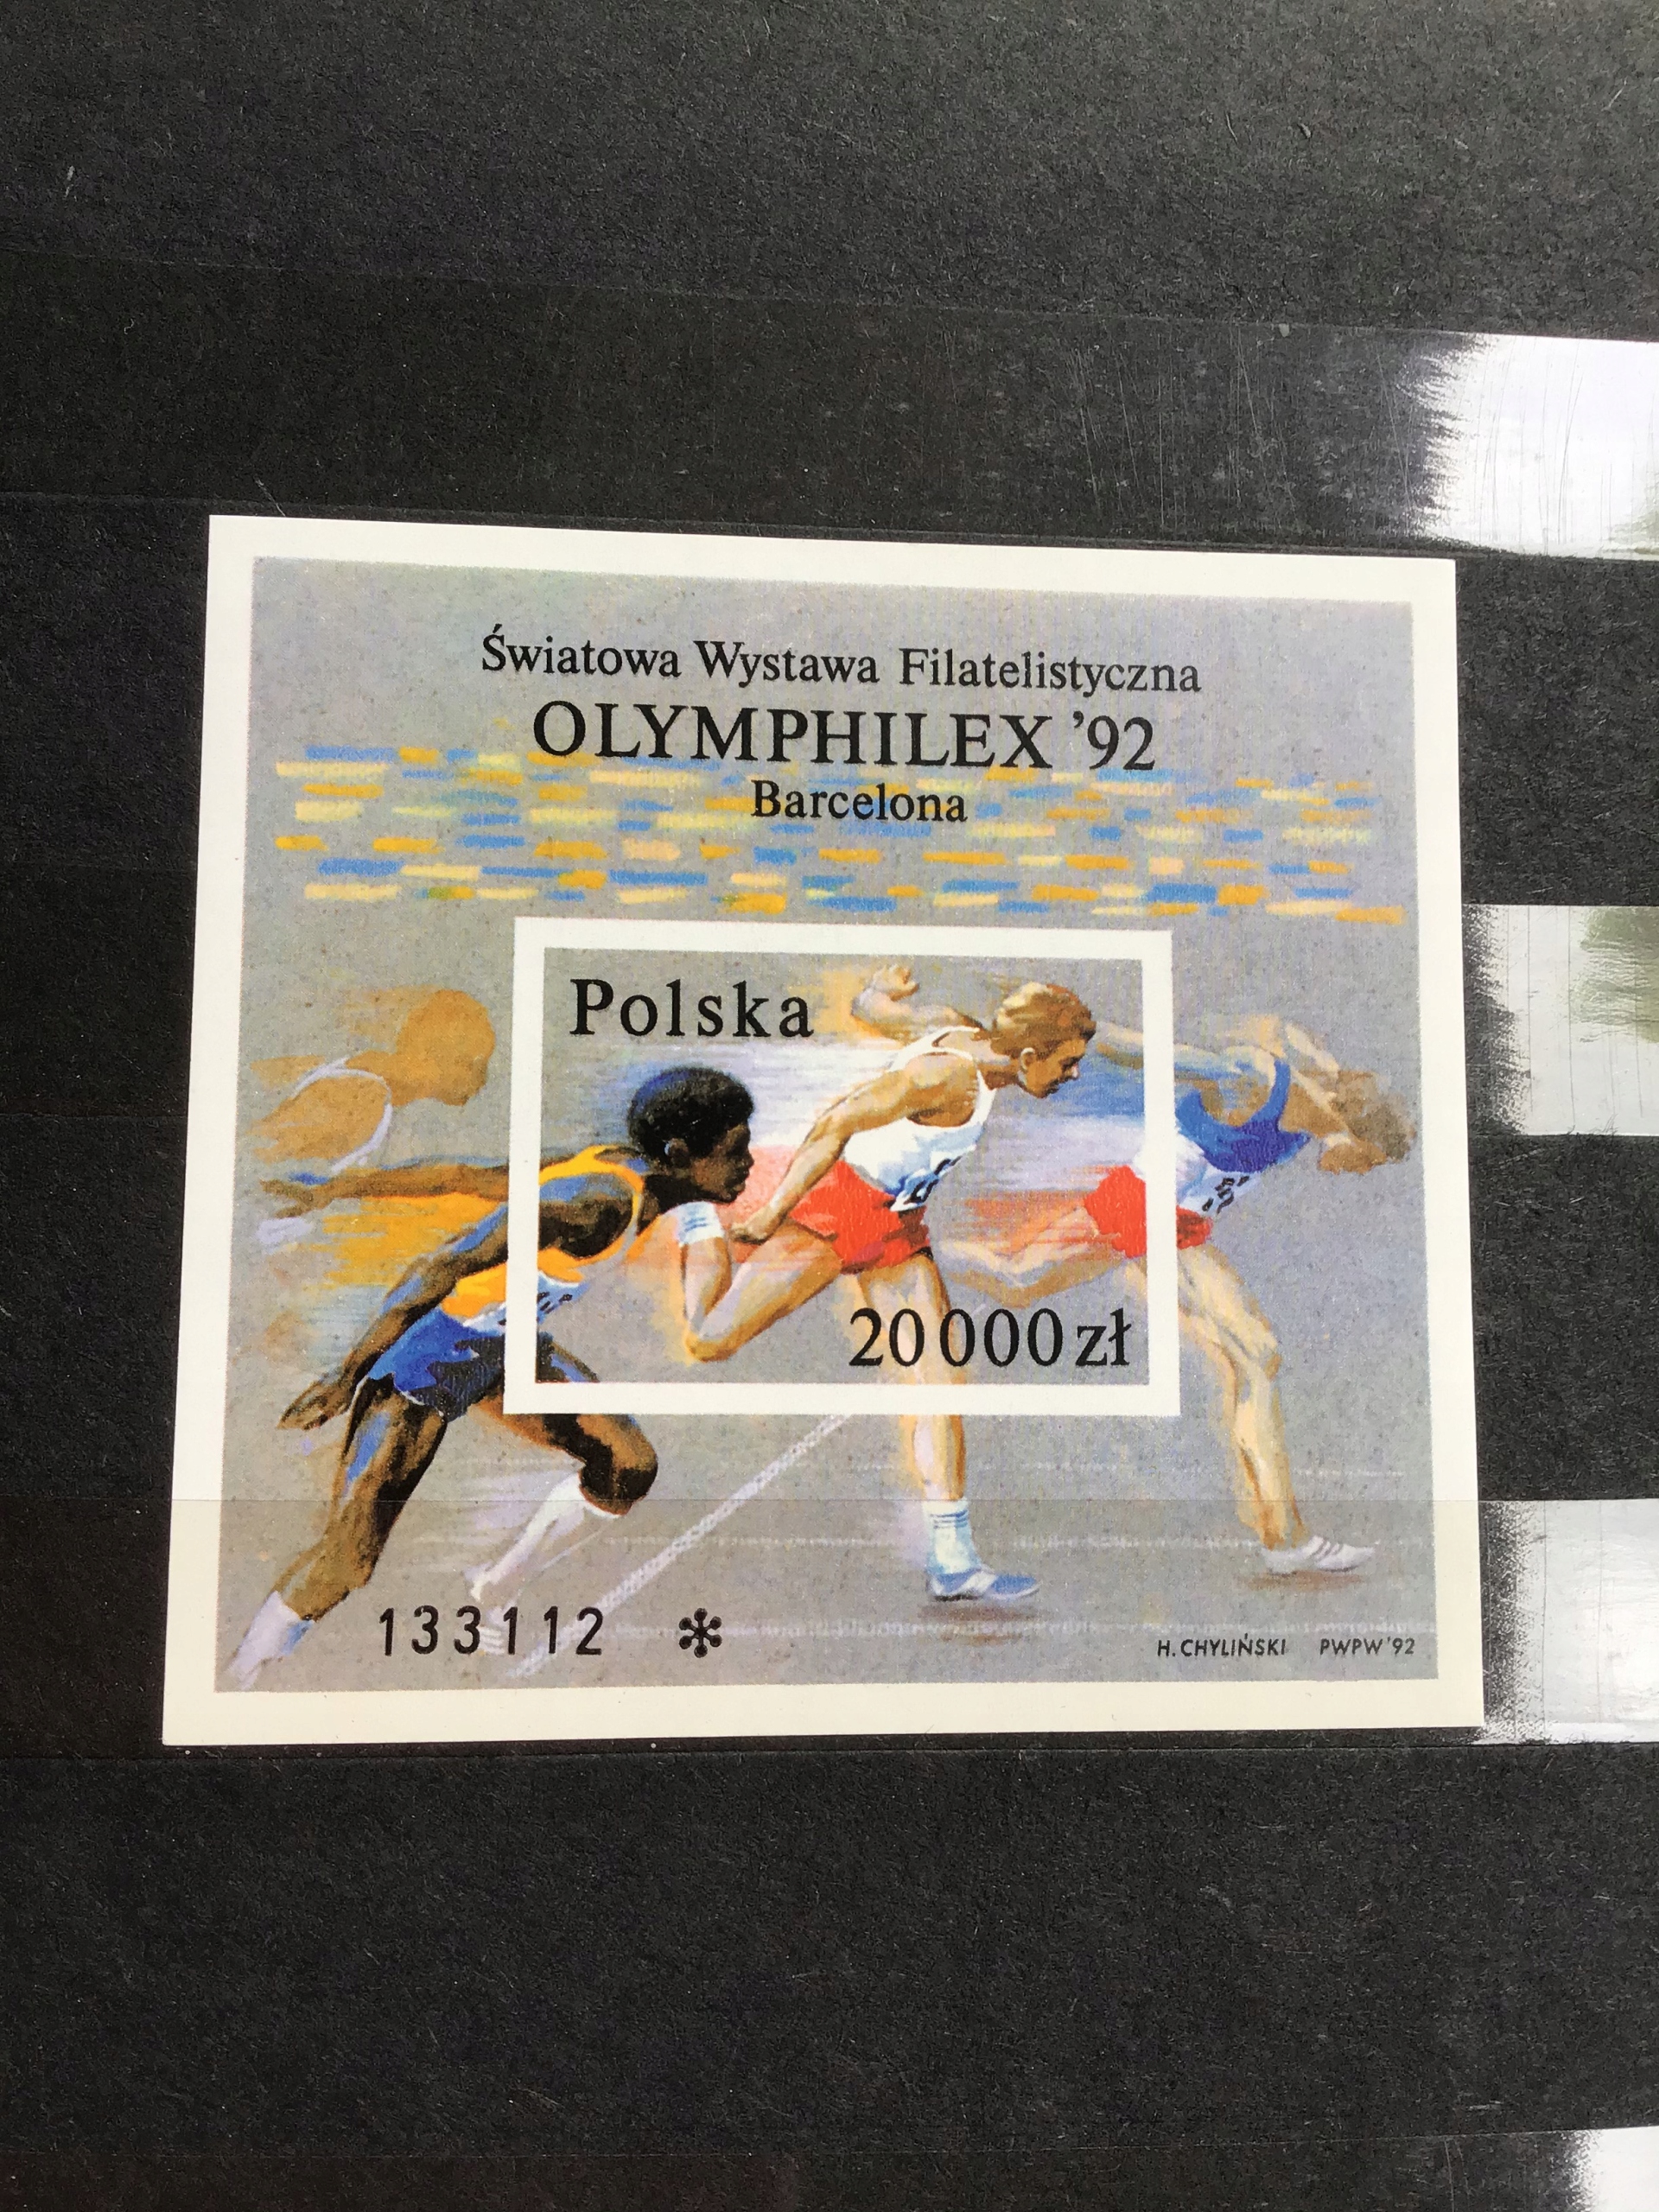 Światowa Wystawa Filatelistyczna
OLYMPHILEX '92
Barcelona
Polska
20 000 zł
133112 *
H. CHYLIŃSKI PWPW '92